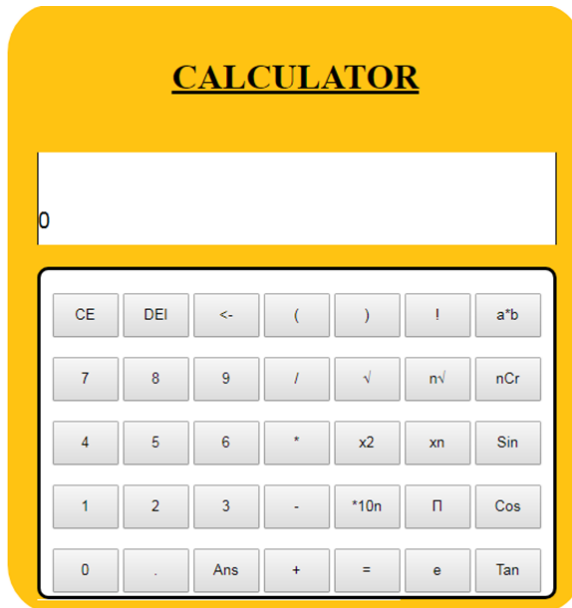 CALCULATOR
0
CE DEl <- ( ) ! a*b
7 8 9 / √ n√ nCr
4 5 6 * x2 xn Sin
1 2 3 - *10n Π Cos
0 . Ans + = e Tan